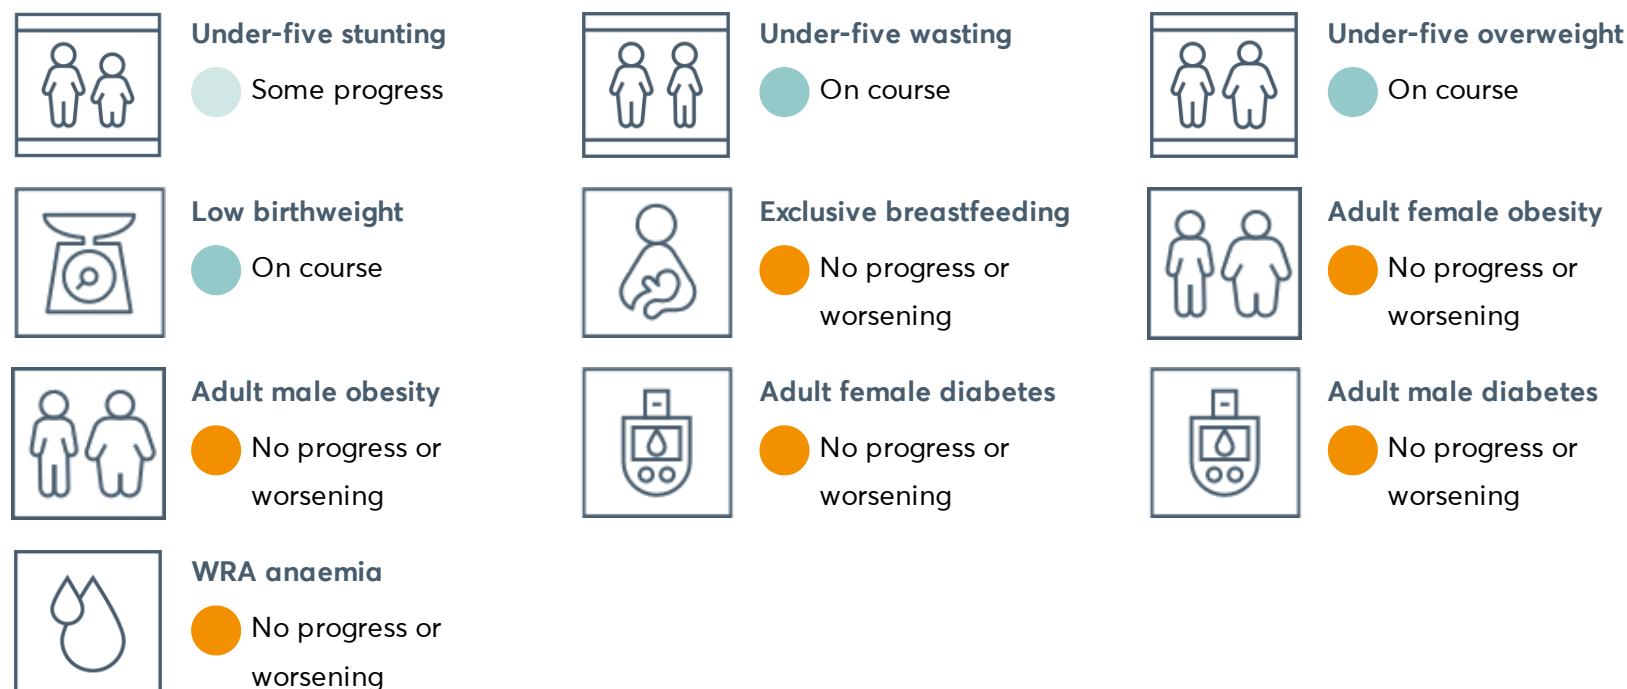 Under-five stunting
Some progress
Under-five wasting
On course
Under-five overweight
On course
Low birthweight
On course
Exclusive breastfeeding
No progress or
worsening
Adult female obesity
No progress or
worsening
Adult male obesity
No progress or
worsening
Adult female diabetes
No progress or
worsening
Adult male diabetes
No progress or
worsening
WRA anaemia
No progress or
worsening